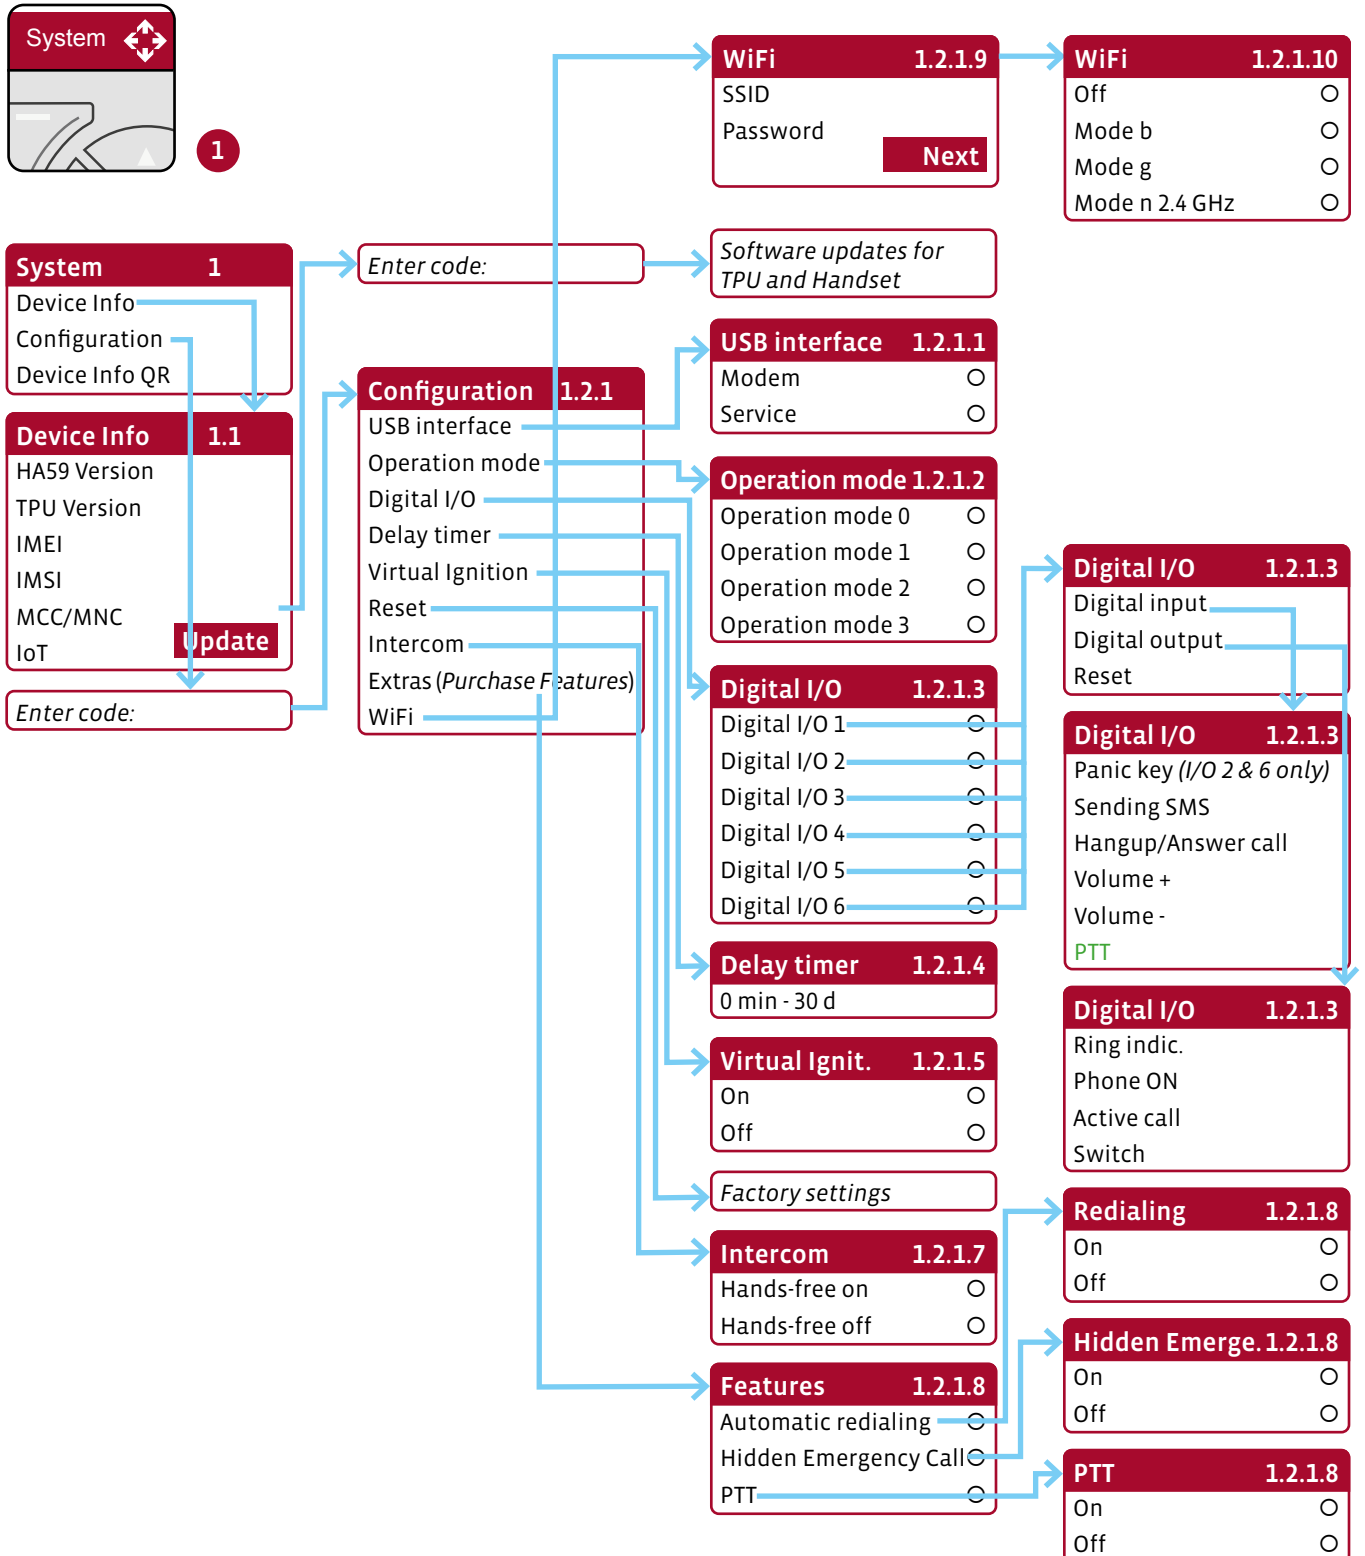 System
1
System 1
Device Info
Configuration
Device Info QR
Device Info 1.1
HA59 Version
TPU Version
IMEI
IMSI
MCC/MNC
IoT
Update
Enter code:
Enter code:
Software updates for
TPU and Handset
Configuration 1.2.1
USB interface
Operation mode
Digital I/O
Delay timer
Virtual Ignition
Reset
Intercom
Extras (Purchase Features)
WiFi
WiFi 1.2.1.9
SSID
Password
Next
WiFi 1.2.1.10
Off
Mode b
Mode g
Mode n 2.4 GHz
USB interface 1.2.1.1
Modem
Service
Operation mode 1.2.1.2
Operation mode 0
Operation mode 1
Operation mode 2
Operation mode 3
Digital I/O 1.2.1.3
Digital I/O 1
Digital I/O 2
Digital I/O 3
Digital I/O 4
Digital I/O 5
Digital I/O 6
Digital I/O 1.2.1.3
Digital input
Digital output
Reset
Digital I/O 1.2.1.3
Panic key (I/O 2 & 6 only)
Sending SMS
Hangup/Answer call
Volume +
Volume -
PTT
Digital I/O 1.2.1.3
Ring indic.
Phone ON
Active call
Switch
Delay timer 1.2.1.4
0 min - 30 d
Virtual Ignit. 1.2.1.5
On
Off
Factory settings
Intercom 1.2.1.7
Hands-free on
Hands-free off
Features 1.2.1.8
Automatic redialing
Hidden Emergency Call
PTT
Redialing 1.2.1.8
On
Off
Hidden Emerge. 1.2.1.8
On
Off
PTT 1.2.1.8
On
Off